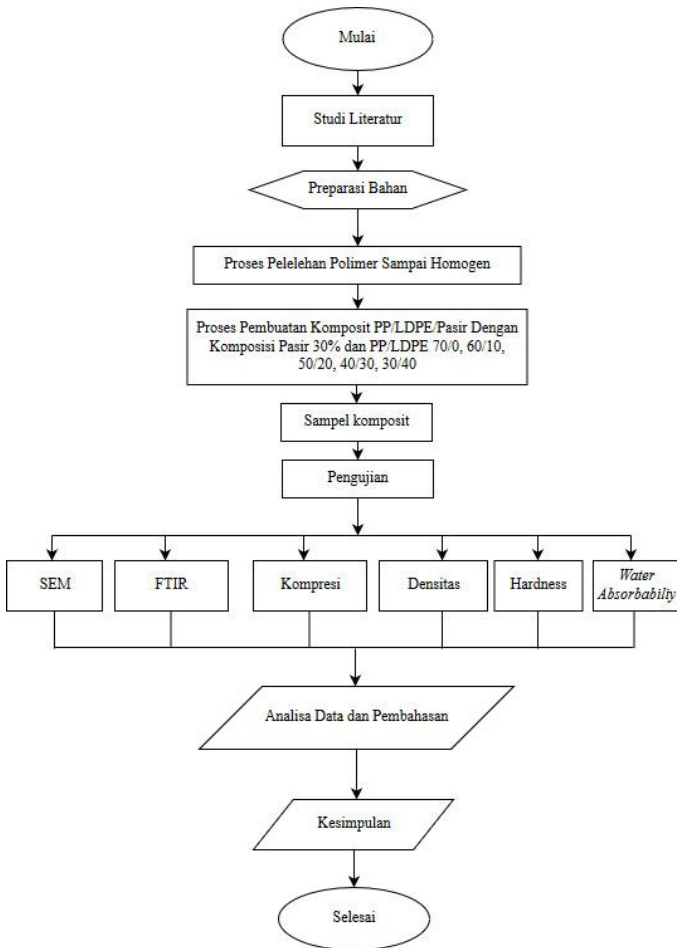 Mulai
Studi Literatur
Preparasi Bahan
Proses Pelelehan Polimer Sampai Homogen
Proses Pembuatan Komposit PP/LDPE/Pasir Dengan
Komposisi Pasir 30% dan PP/LDPE 70/0, 60/10,
50/20, 40/30, 30/40
Sampel komposit
Pengujian
SEM
FTIR
Kompresi
Densitas
Hardness
Water
Absorbabiliy
Analisa Data dan Pembahasan
Kesimpulan
Selesai